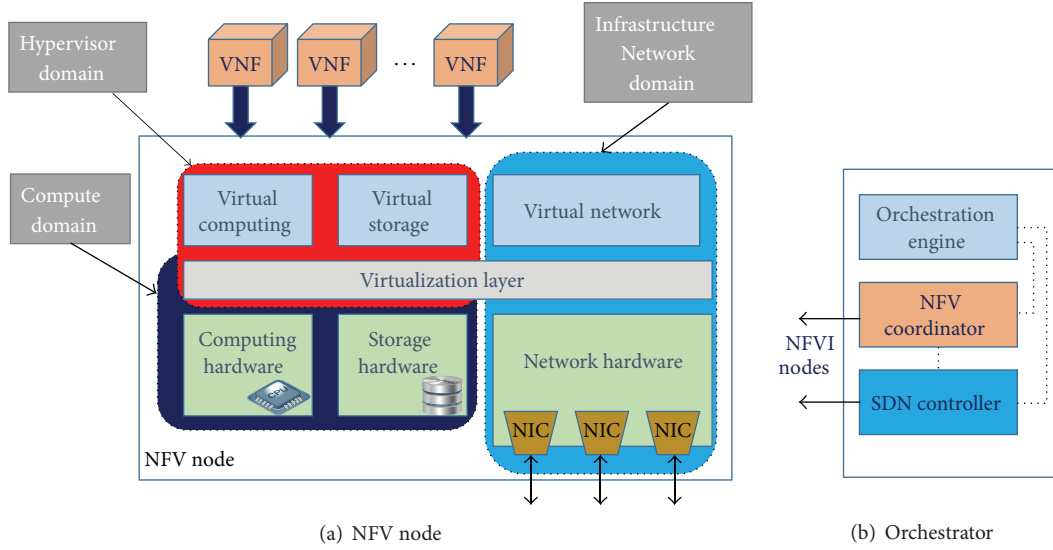 Hypervisor
domain
VNF
VNF
...
VNF
Infrastructure
Network
domain
Compute
domain
Virtual
computing
Virtual
storage
Virtual network
Virtualization layer
Computing
hardware
CPU
Storage
hardware
Network hardware
NIC
NIC
NIC
NFV node
(a) NFV node
Orchestration
engine
NFV
coordinator
NFVI
nodes
SDN controller
(b) Orchestrator